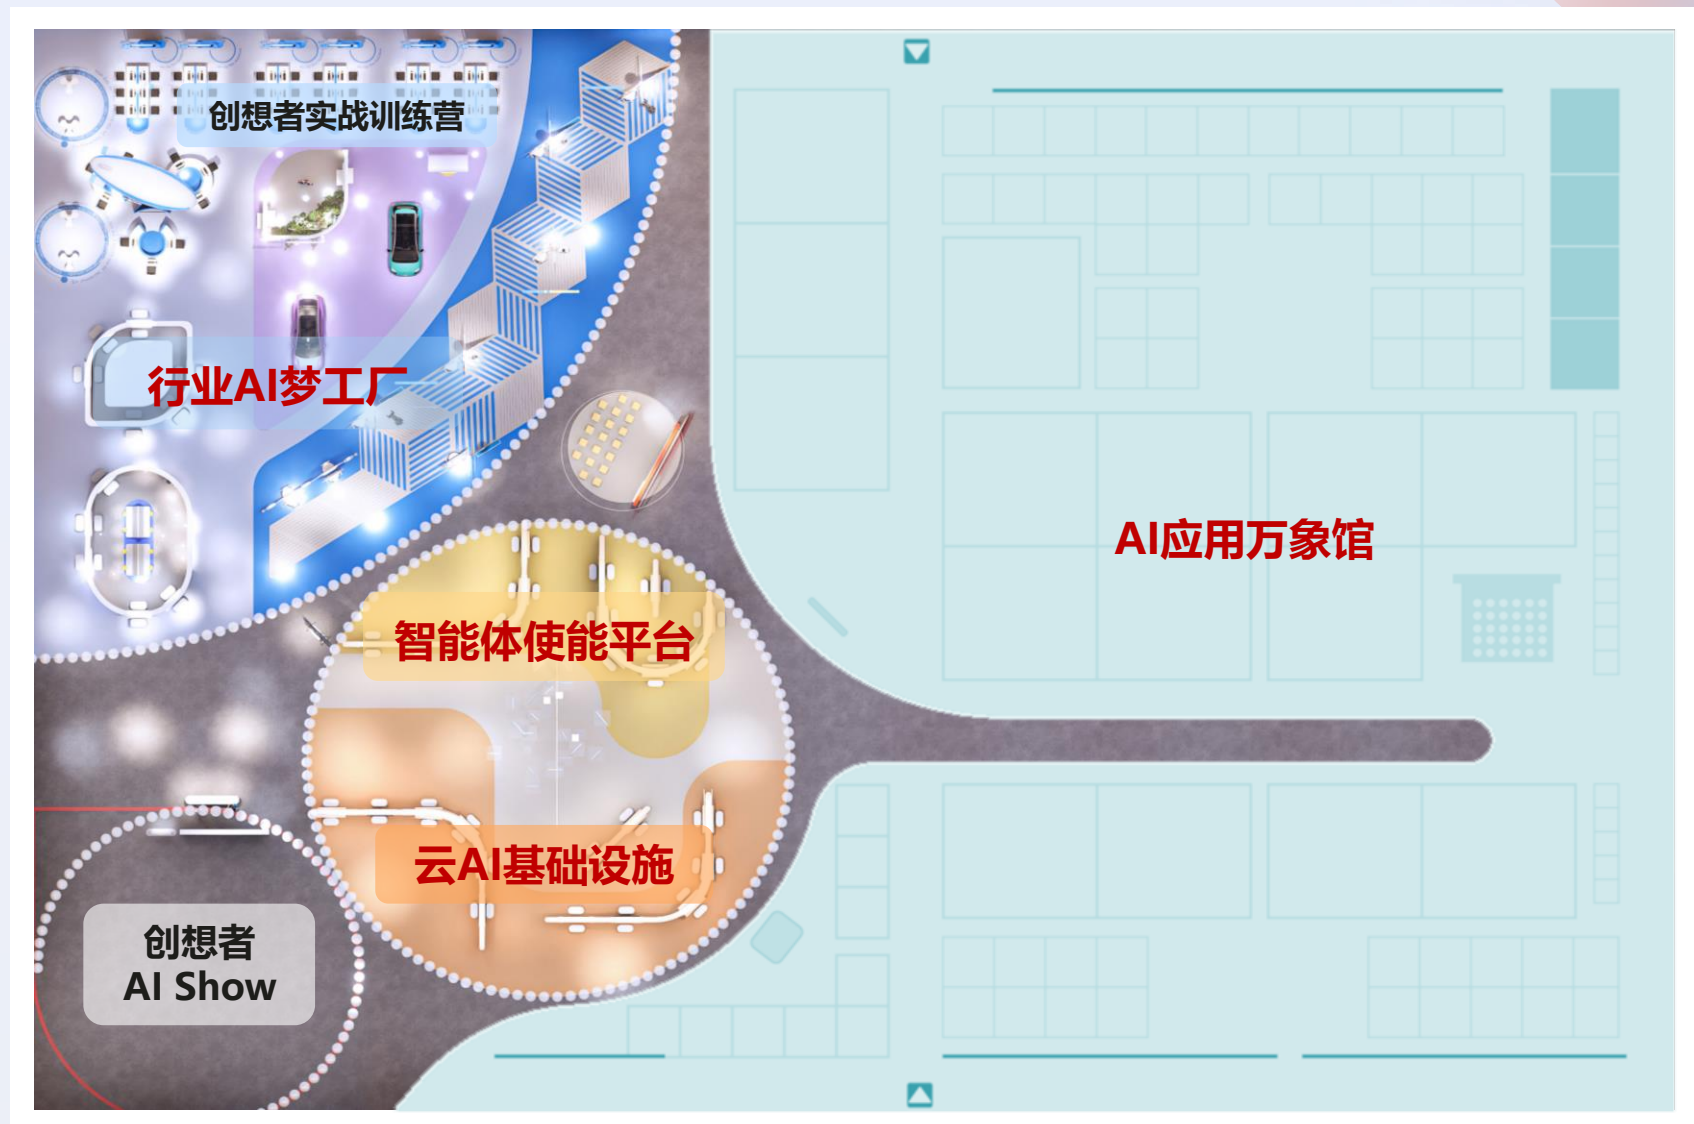 创想者实战训练营
行业AI梦工厂
AI应用万象馆
智能体使能平台
云AI基础设施
创想者
AI Show